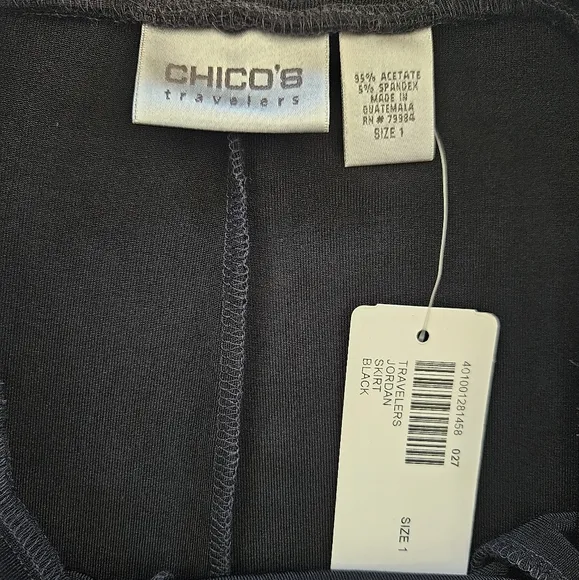 CHICO'S
travelers
95% ACETATE
5% SPANDEX
MADE IN
GUATEMALA
RN # 79984
SIZE 1
401001281458 027
TRAVELERS
JORDAN
SKIRT
BLACK
SIZE 1